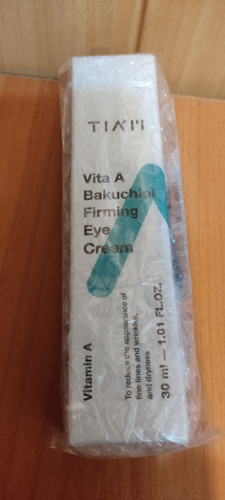 TIA'M
Vita A
Bakuchiol
Firming
Eye
Cream
Vitamin A
To reduce the appearance of
fine lines and wrinkles,
and dryness
30 ml — 1.01 FL.OZ.